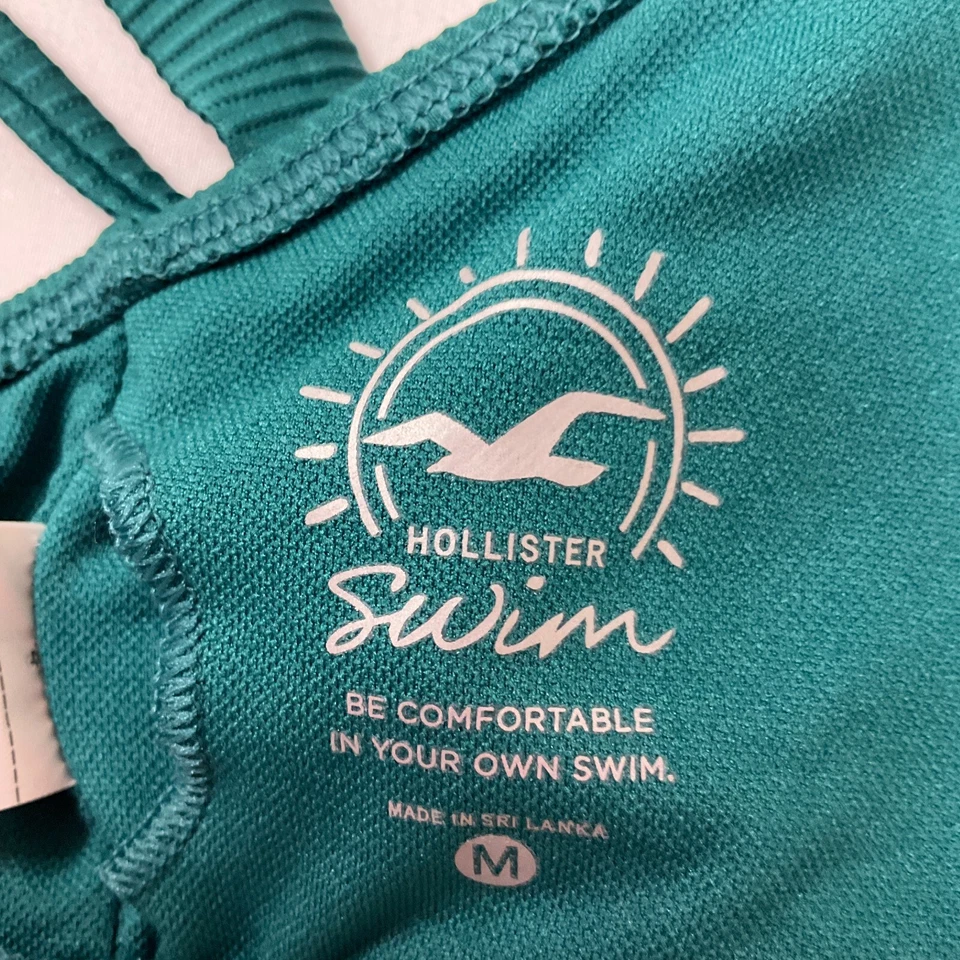 HOLLISTER
Swim
BE COMFORTABLE
IN YOUR OWN SWIM.
MADE IN SRI LANKA
M